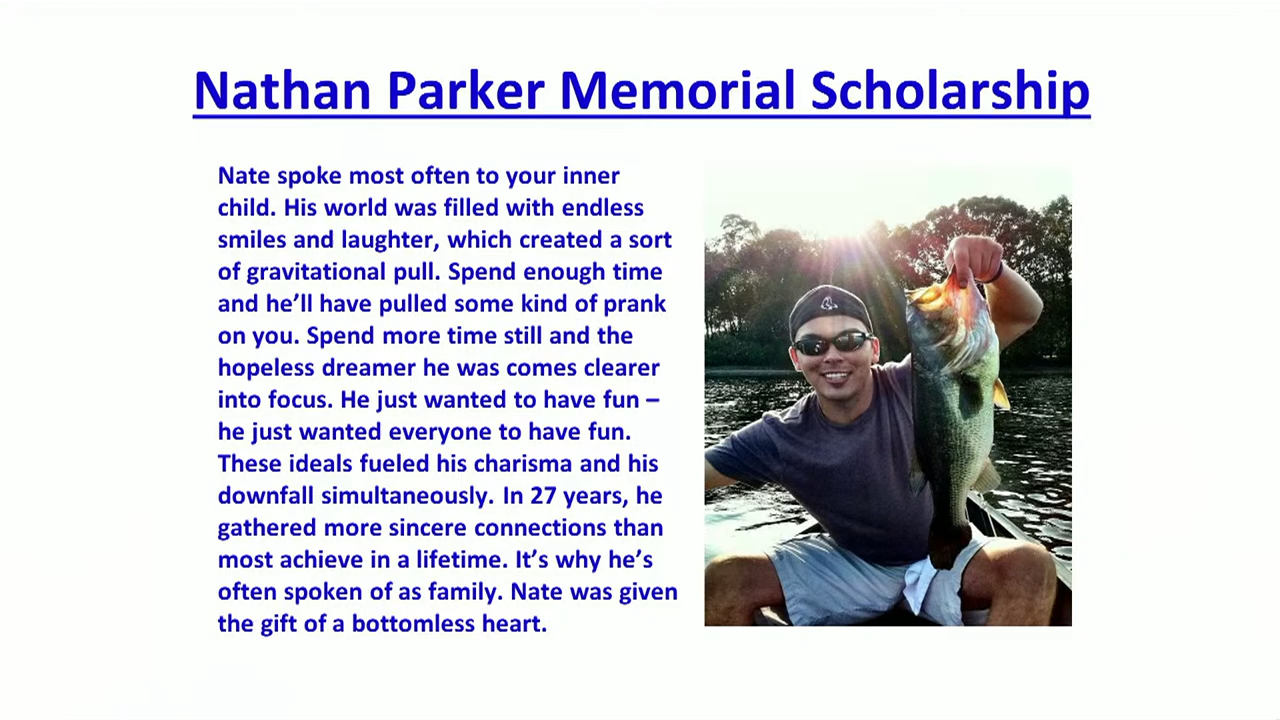 Nathan Parker Memorial Scholarship
Nate spoke most often to your inner
child. His world was filled with endless
smiles and laughter, which created a sort
of gravitational pull. Spend enough time
and he’ll have pulled some kind of prank
on you. Spend more time still and the
hopeless dreamer he was comes clearer
into focus. He just wanted to have fun –
he just wanted everyone to have fun.
These ideals fueled his charisma and his
downfall simultaneously. In 27 years, he
gathered more sincere connections than
most achieve in a lifetime. It’s why he’s
often spoken of as family. Nate was given
the gift of a bottomless heart.